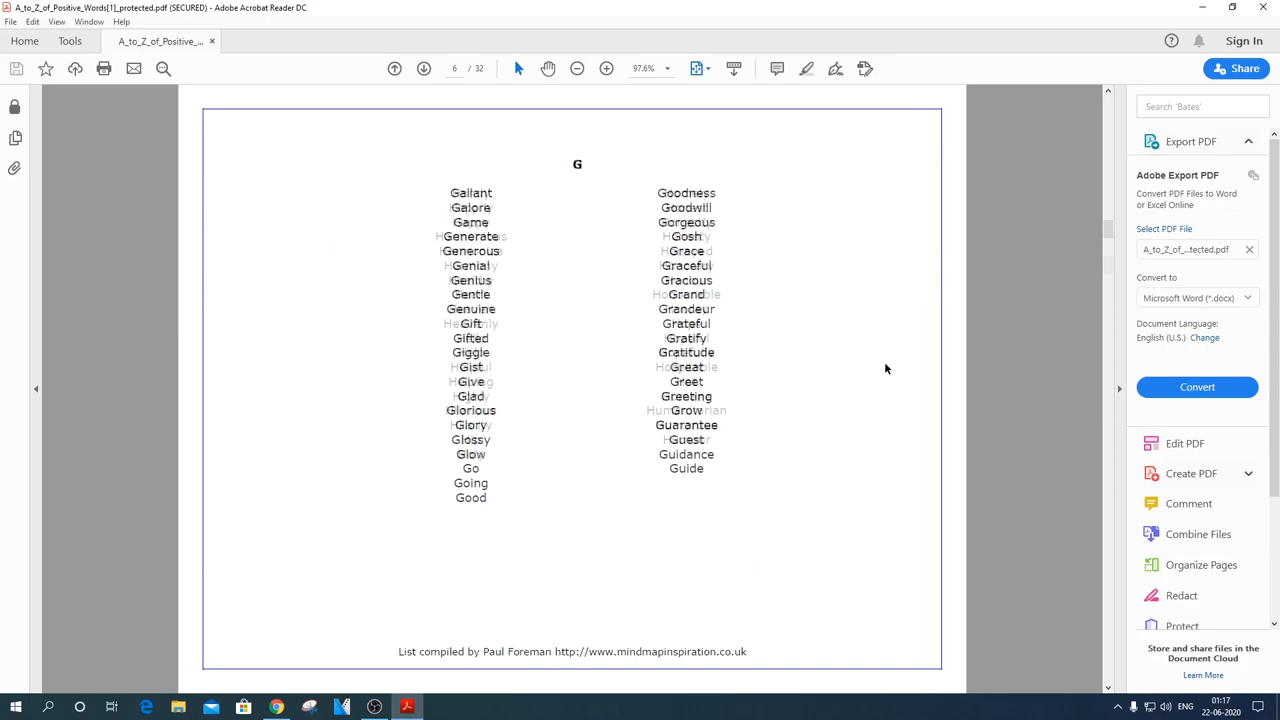 A_to_Z_of_Positive_Words[1]_protected.pdf (SECURED) - Adobe Acrobat Reader DC
File Edit View Window Help
Home Tools A_to_Z_of_Positive_... × Sign In
6 / 32 97.6% Share
Search 'Bates'
Export PDF
Adobe Export PDF
Convert PDF Files to Word
or Excel Online
Select PDF File
A_to_Z_of_...tected.pdf
Convert to
Microsoft Word (*.docx)
Document Language:
English (U.S.) Change
Convert
Edit PDF
Create PDF
Comment
Combine Files
Organize Pages
Redact
Protect
Store and share files in the
Document Cloud
Learn More
G
Gallant
Galore
Game
Generate
Generous
Genial
Genius
Gentle
Genuine
Gift
Gifted
Giggle
Gist
Give
Glad
Glorious
Glory
Glossy
Glow
Go
Going
Good
Goodness
Goodwill
Gorgeous
Gosh
Grace
Graceful
Gracious
Grand
Grandeur
Grateful
Gratify
Gratitude
Great
Greet
Greeting
Grow
Guarantee
Guest
Guidance
Guide
List compiled by Paul Foreman http://www.mindmapinspiration.co.uk
ENG 01:17
22-06-2020